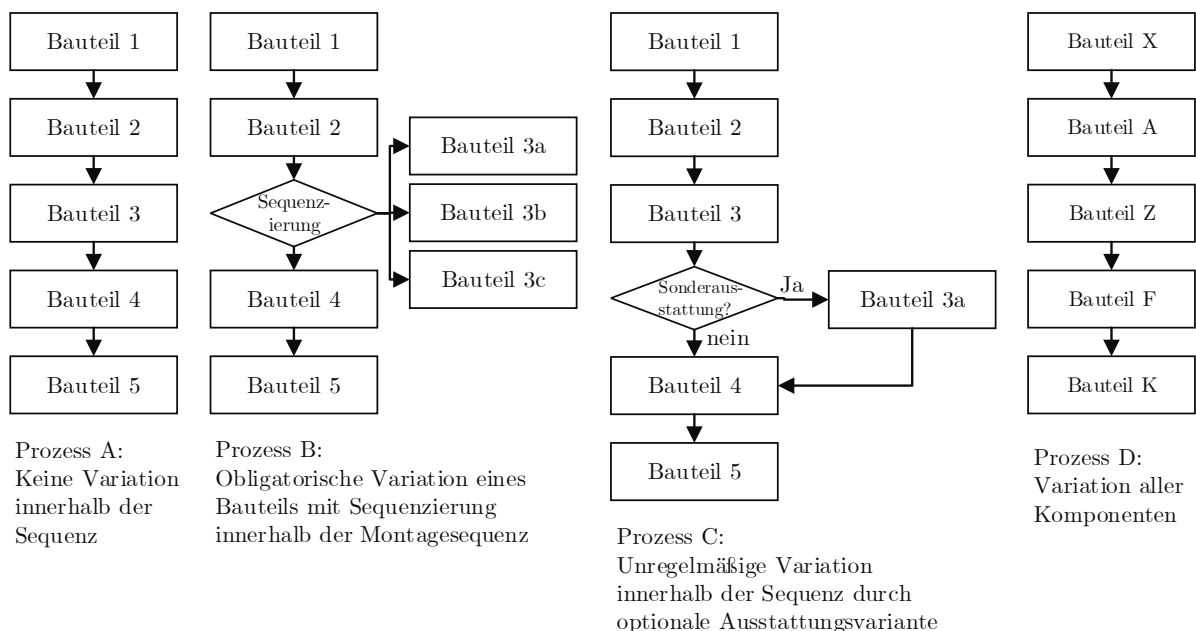 Bauteil 1
Bauteil 2
Bauteil 3
Bauteil 4
Bauteil 5
Prozess A:
Keine Variation
innerhalb der
Sequenz
Bauteil 1
Bauteil 2
Sequenz-
ierung
Bauteil 3a
Bauteil 3b
Bauteil 3c
Bauteil 4
Bauteil 5
Prozess B:
Obligatorische Variation eines
Bauteils mit Sequenzierung
innerhalb der Montagesequenz
Bauteil 1
Bauteil 2
Bauteil 3
Sonderaus-
stattung?
Ja
Bauteil 3a
nein
Bauteil 4
Bauteil 5
Prozess C:
Unregelmäßige Variation
innerhalb der Sequenz durch
optionale Ausstattungsvariante
Bauteil X
Bauteil A
Bauteil Z
Bauteil F
Bauteil K
Prozess D:
Variation aller
Komponenten